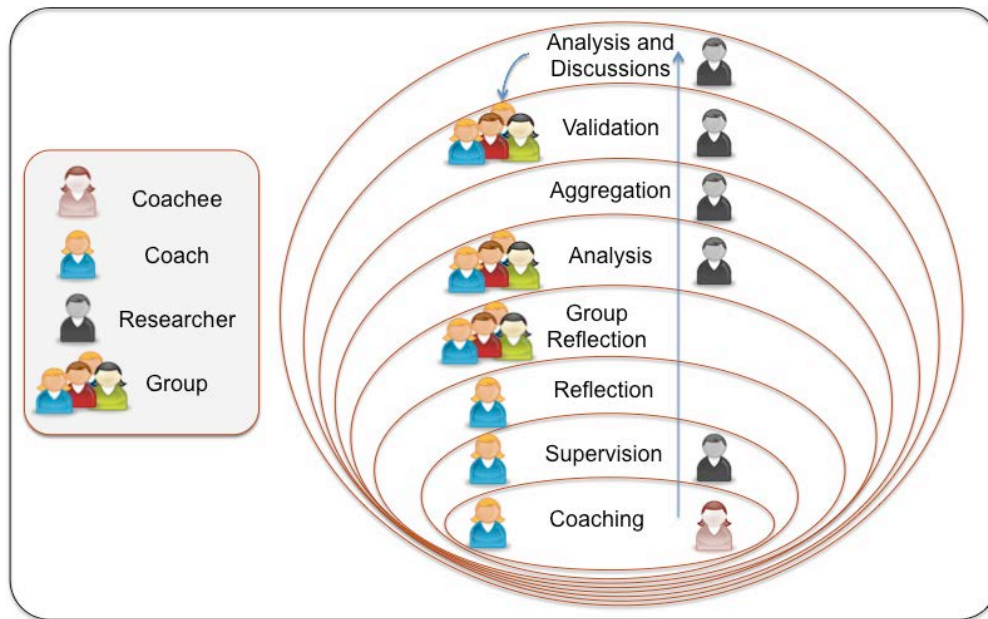 Coachee
Coach
Researcher
Group
Analysis and
Discussions
Validation
Aggregation
Analysis
Group
Reflection
Reflection
Supervision
Coaching